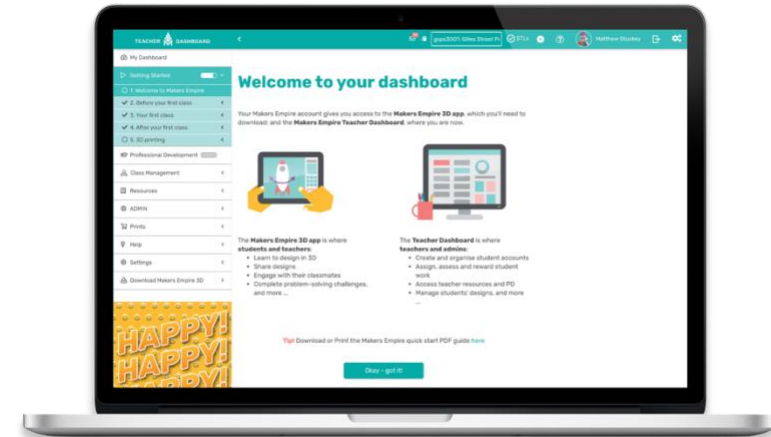 TEACHER DASHBOARD
gsps3001: Giles Street Pr
STLs
Matthew Stuckey
My Dashboard
Getting Started
1. Welcome to Makers Empire
2. Before your first class
3. Your first class
4. After your first class
5. 3D printing
Professional Development
Class Management
Resources
ADMIN
Prints
Help
Settings
Download Makers Empire 3D
HAPPY!
HAPPY!
Welcome to your dashboard
Your Makers Empire account gives you access to the Makers Empire 3D app, which you'll need to
download; and the Makers Empire Teacher Dashboard, where you are now.
The Makers Empire 3D app is where
students and teachers:
• Learn to design in 3D
• Share designs
• Engage with their classmates
• Complete problem-solving challenges,
and more ...
The Teacher Dashboard is where
teachers and admins:
• Create and organise student accounts
• Assign, assess and reward student
work
• Access teacher resources and PD
• Manage students' designs, and more
...
Tip! Download or Print the Makers Empire quick start PDF guide here
Okay - got it!